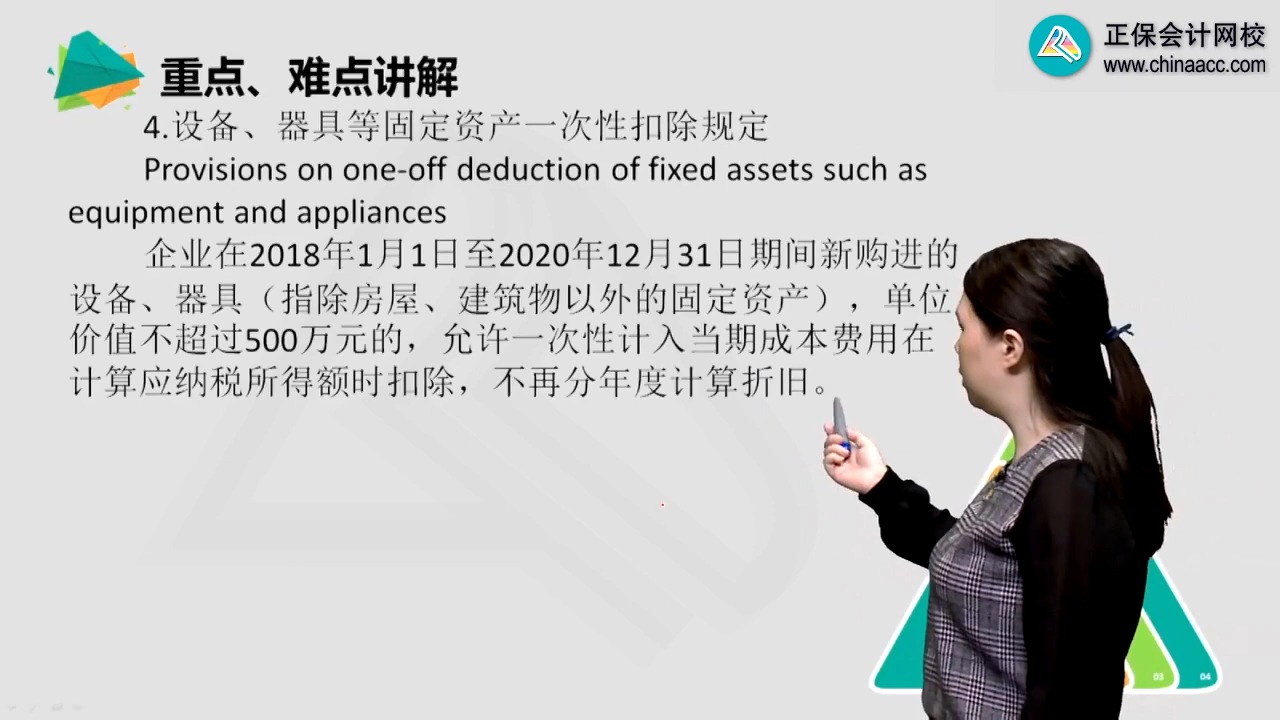 正保会计网校
www.chinaacc.com
重点、难点讲解
4.设备、器具等固定资产一次性扣除规定
Provisions on one-off deduction of fixed assets such as
equipment and appliances
企业在2018年1月1日至2020年12月31日期间新购进的
设备、器具（指除房屋、建筑物以外的固定资产），单位
价值不超过500万元的，允许一次性计入当期成本费用在
计算应纳税所得额时扣除，不再分年度计算折旧。
03
04